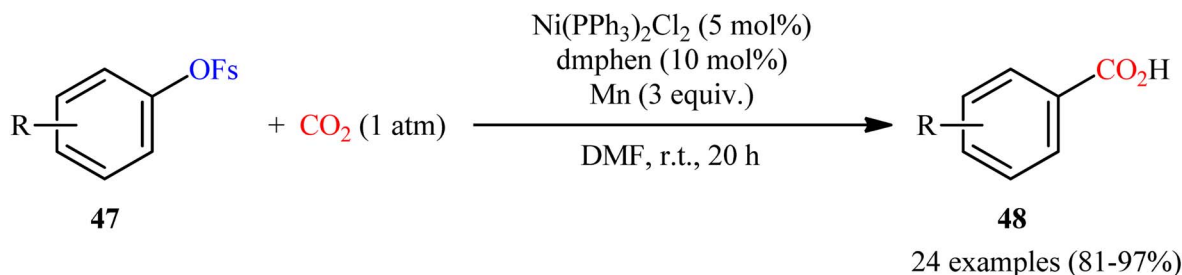 Ni(PPh3)2Cl2 (5 mol%)
dmphen (10 mol%)
Mn (3 equiv.)
OFs
R
+ CO2 (1 atm)
DMF, r.t., 20 h
CO2H
R
47
48
24 examples (81-97%)